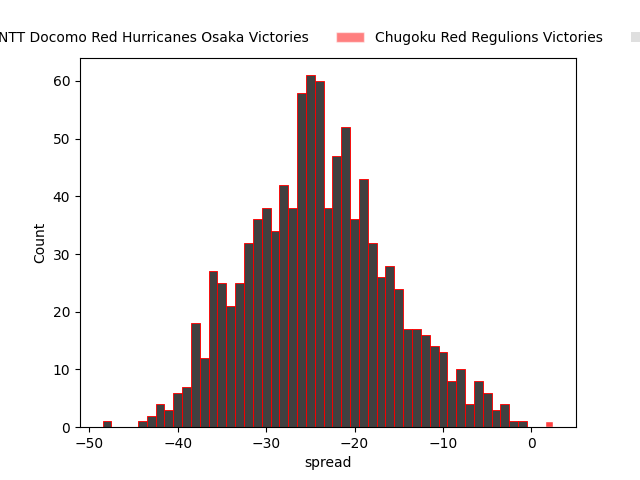 NTT Docomo Red Hurricanes Osaka Victories Chugoku Red Regulions Victories
60
50
40
30
20
10
0
Count
−50 −40 −30 −20 −10 0
spread